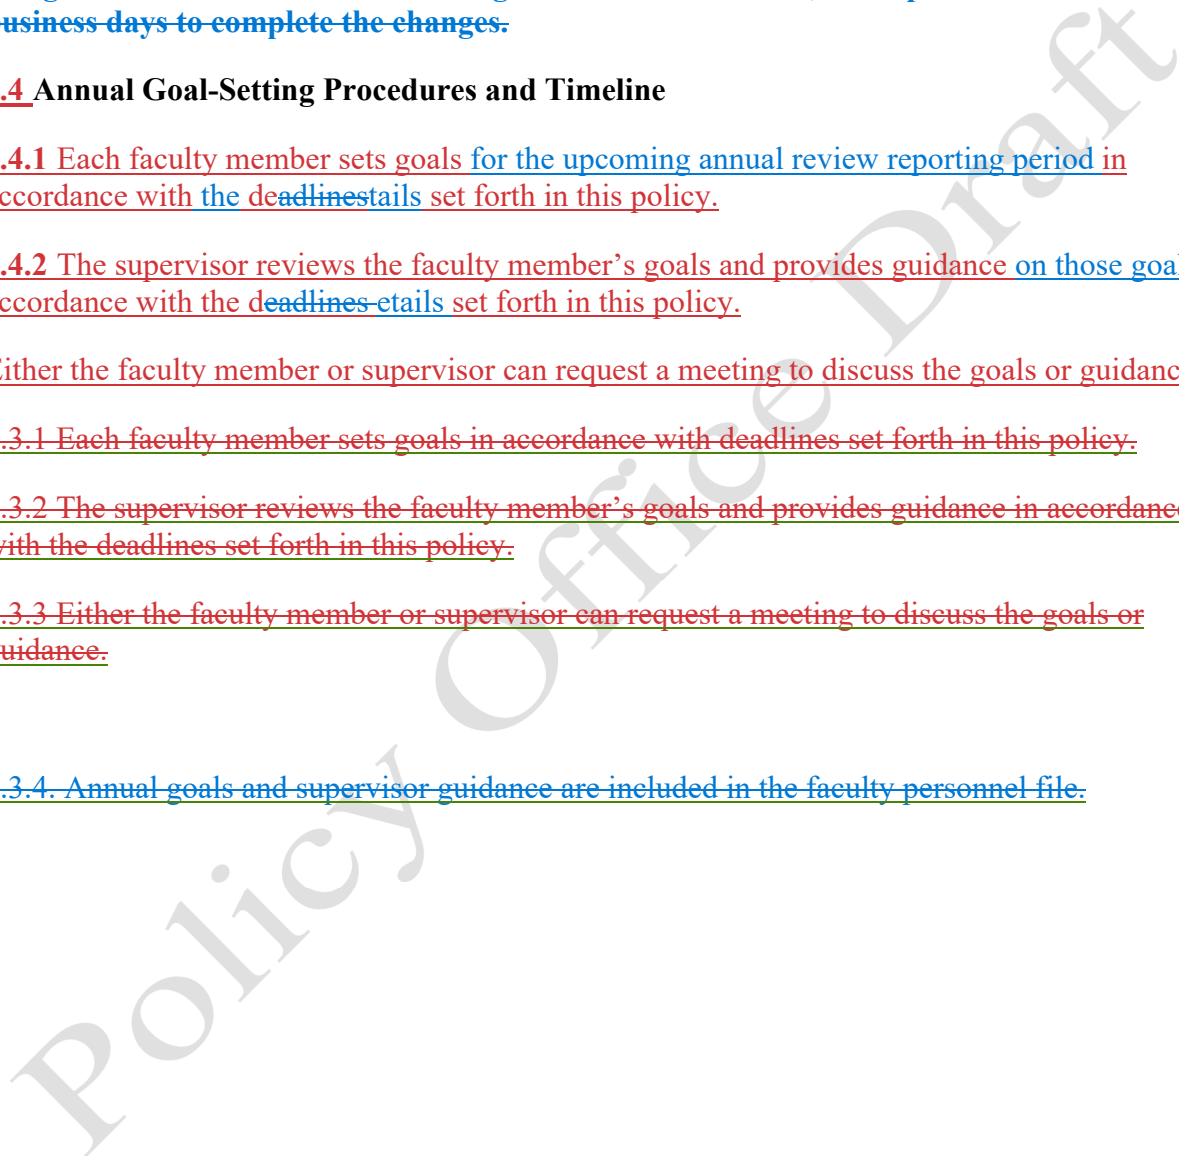 usiness days to complete the changes.
.4 Annual Goal-Setting Procedures and Timeline
.4.1 Each faculty member sets goals for the upcoming annual review reporting period in
ccordance with the deadlinestails set forth in this policy.
.4.2 The supervisor reviews the faculty member’s goals and provides guidance on those goal
ccordance with the deadlines etails set forth in this policy.
ither the faculty member or supervisor can request a meeting to discuss the goals or guidanc
.3.1 Each faculty member sets goals in accordance with deadlines set forth in this policy.
.3.2 The supervisor reviews the faculty member’s goals and provides guidance in accordanc
ith the deadlines set forth in this policy.
.3.3 Either the faculty member or supervisor can request a meeting to discuss the goals or
uidance.
.3.4. Annual goals and supervisor guidance are included in the faculty personnel file.
Policy Office Draft